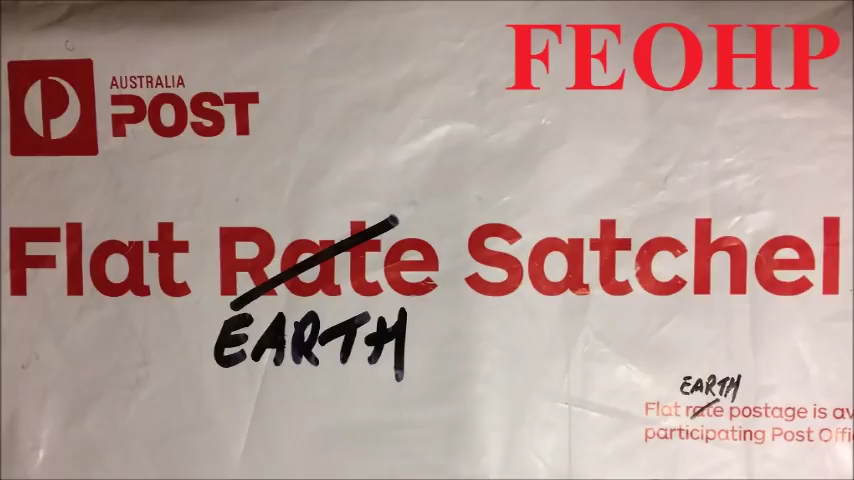 FEOHP
AUSTRALIA
POST
Flat Rate Satchel
EARTH
EARTH
Flat rate postage is av
participating Post Offi